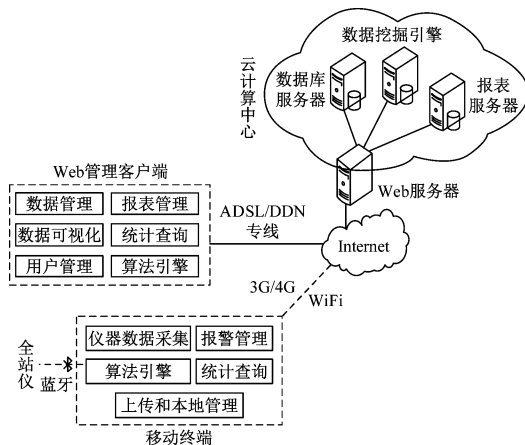 数据挖掘引擎
数据库
服务器
报表
服务器
云计算中心
Web服务器
Web管理客户端
数据管理
报表管理
数据可视化
统计查询
用户管理
算法引擎
ADSL/DDN
专线
Internet
3G/4G
WiFi
全站仪
蓝牙
仪器数据采集
报警管理
算法引擎
统计查询
上传和本地管理
移动终端